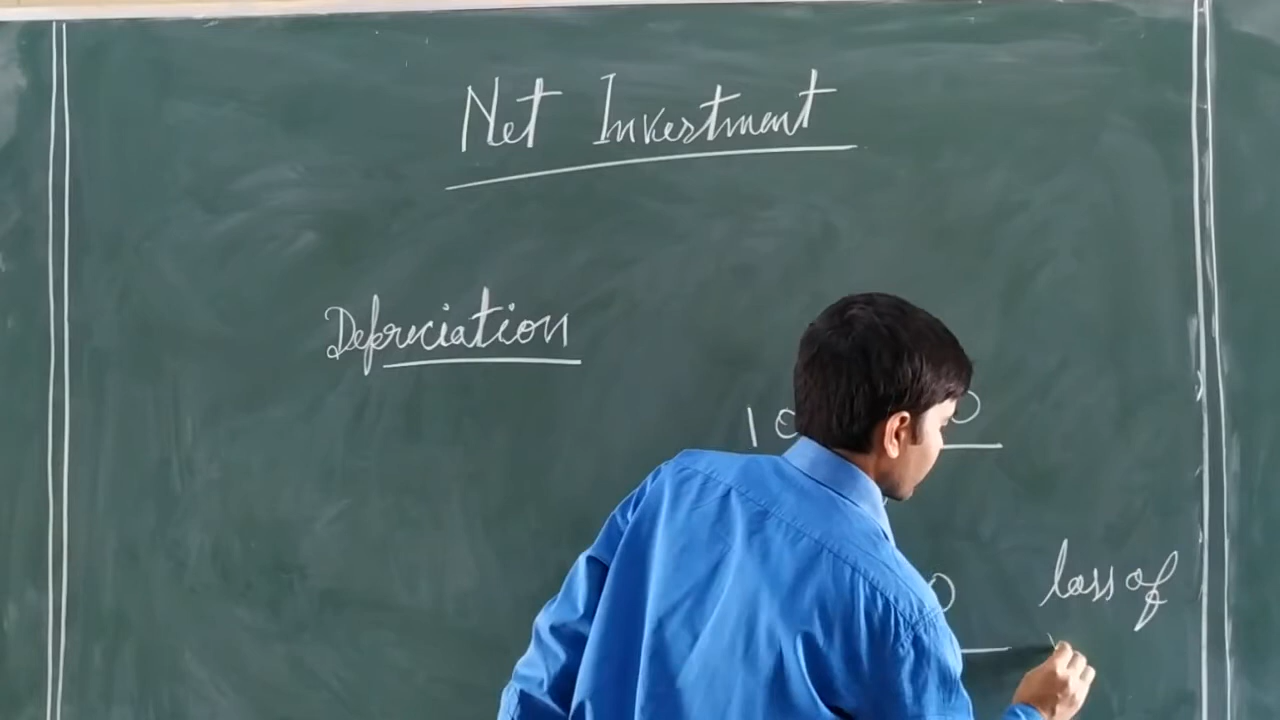 Net Investment
Depreciation
loss of